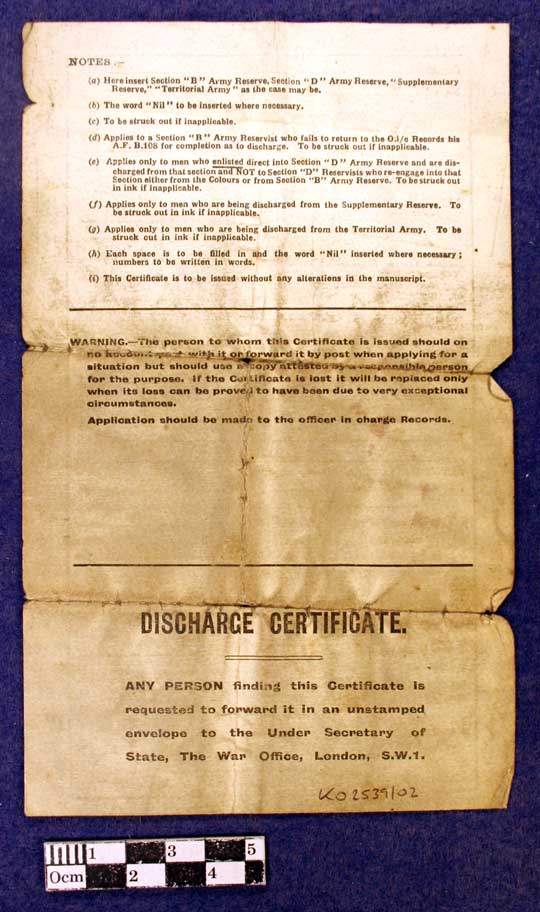 NOTES :—
(a) Here insert Section "B" Army Reserve, Section "D" Army Reserve, "Supplementary
Reserve," "Territorial Army" as the case may be.
(b) The word "Nil" to be inserted where necessary.
(c) To be struck out if inapplicable.
(d) Applies to a Section "B" Army Reservist who fails to return to the O.i/c Records his
A.F. B.108 for completion as to discharge. To be struck out if inapplicable.
(e) Applies only to men who enlisted direct into Section "D" Army Reserve and are dis-
charged from that section and NOT to Section "D" Reservists who re-engage into that
Section either from the Colours or from Section "B" Army Reserve. To be struck out
in ink if inapplicable.
(f) Applies only to men who are being discharged from the Supplementary Reserve. To
be struck out in ink if inapplicable.
(g) Applies only to men who are being discharged from the Territorial Army. To be
struck out in ink if inapplicable.
(h) Each space is to be filled in and the word "Nil" inserted where necessary;
numbers to be written in words.
(i) This Certificate is to be issued without any alterations in the manuscript.
WARNING.—The person to whom this Certificate is issued should on
no account part with it or forward it by post when applying for a
situation but should use a copy attested by a responsible person
for the purpose. If the Certificate is lost it will be replaced only
when its loss can be proved to have been due to very exceptional
circumstances.
Application should be made to the officer in charge Records.
DISCHARGE CERTIFICATE.
ANY PERSON finding this Certificate is
requested to forward it in an unstamped
envelope to the Under Secretary of
State, The War Office, London, S.W.1.
KO2539/02
1 3 5
0cm 2 4